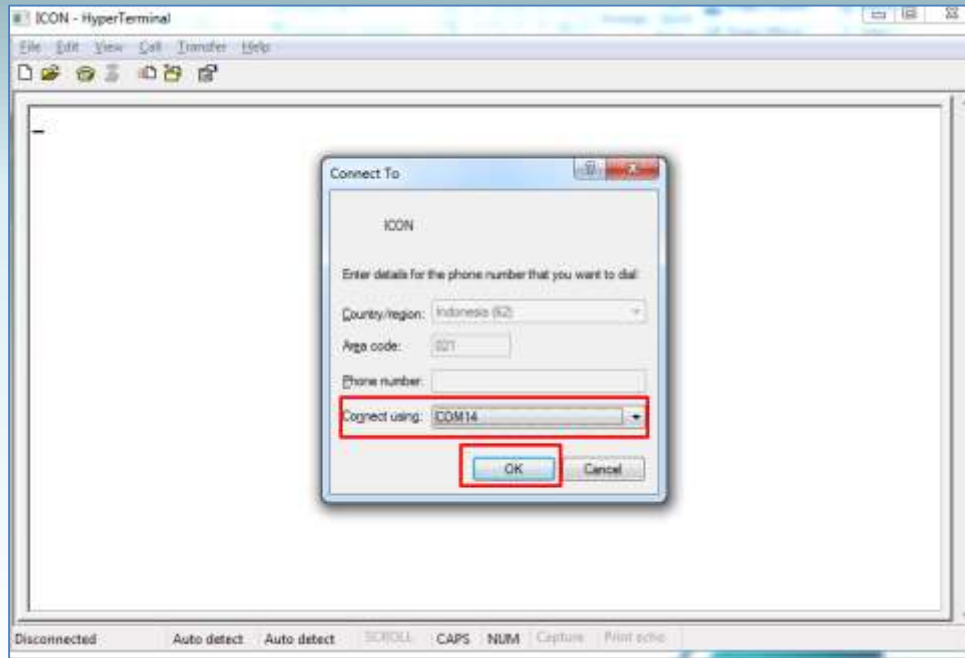 ICON - HyperTerminal
File Edit View Call Transfer Help
Connect To
ICON
Enter details for the phone number that you want to dial:
Country/region: Indonesia (62)
Area code: 021
Phone number:
Connect using: COM14
OK Cancel
Disconnected Auto detect Auto detect SCROLL CAPS NUM Capture Print echo